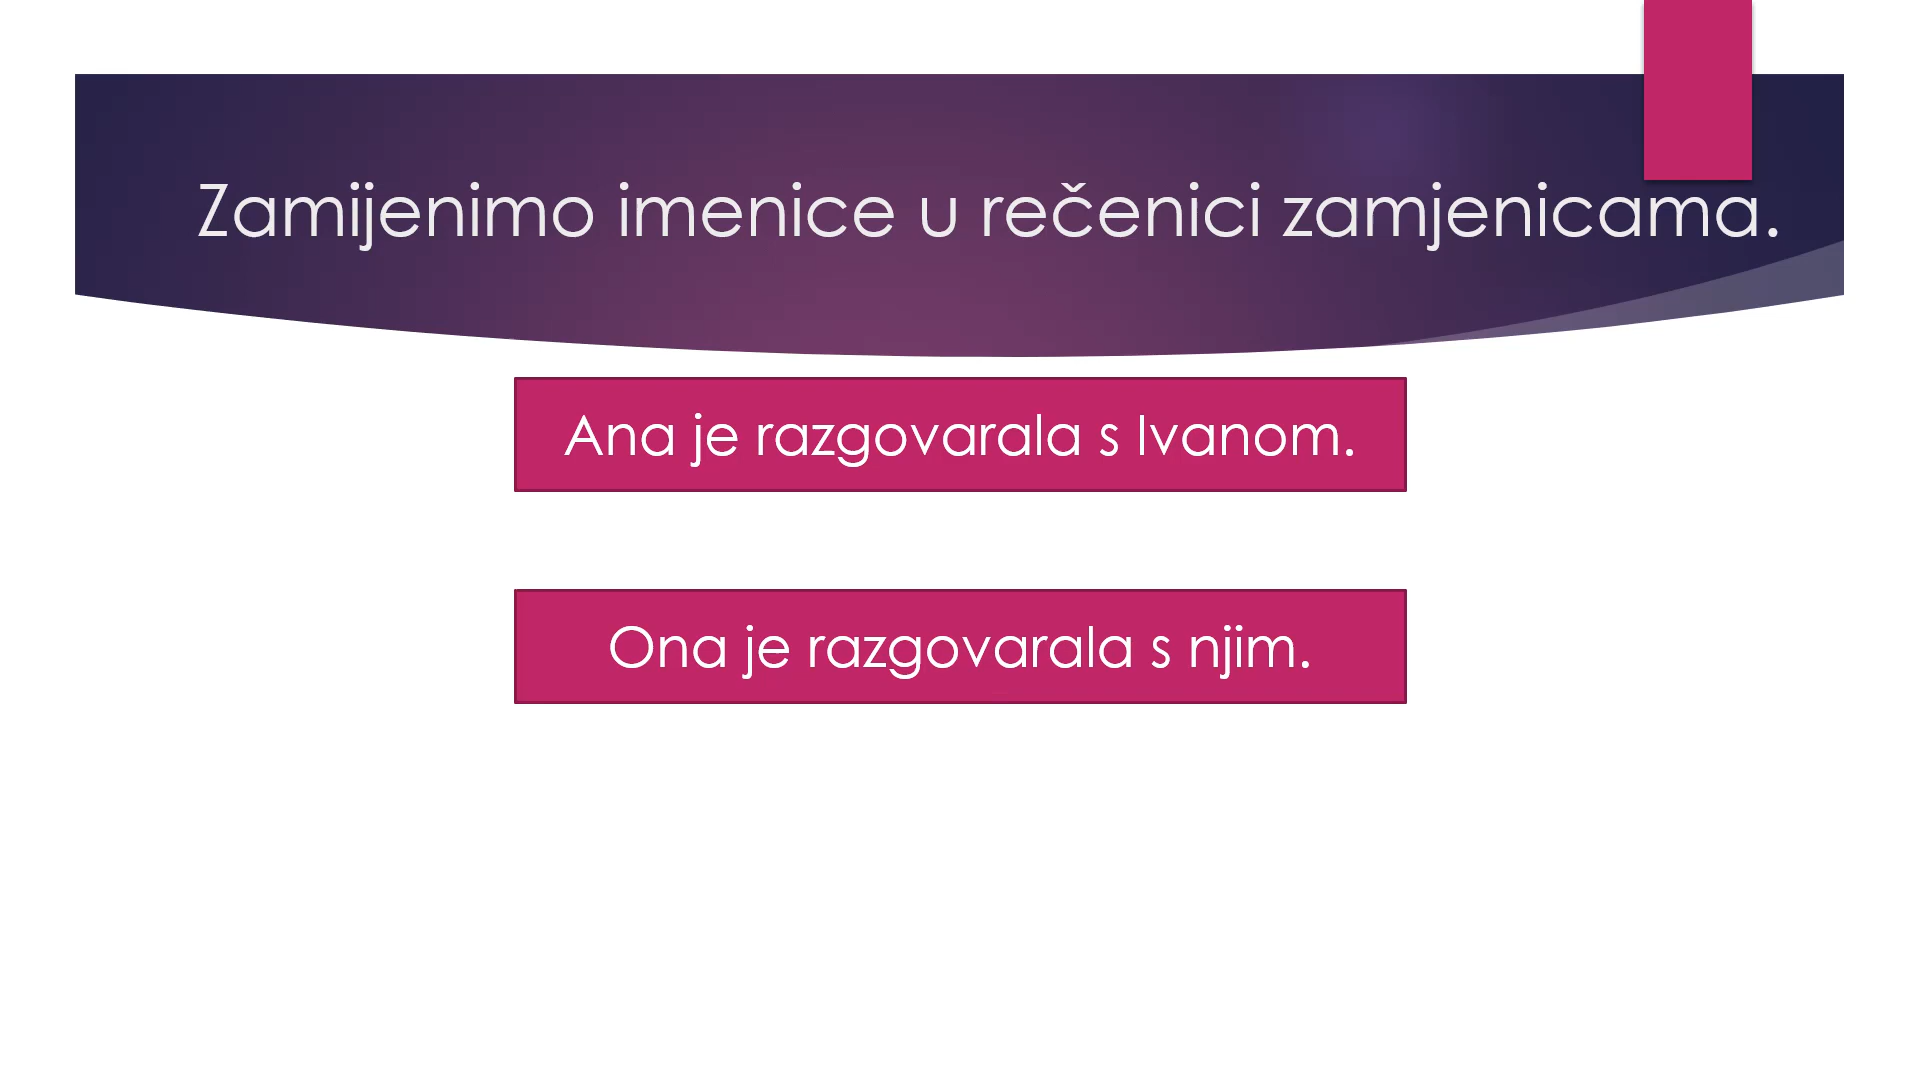 Zamijenimo imenice u rečenici zamjenicama.
Ana je razgovarala s Ivanom.
Ona je razgovarala s njim.